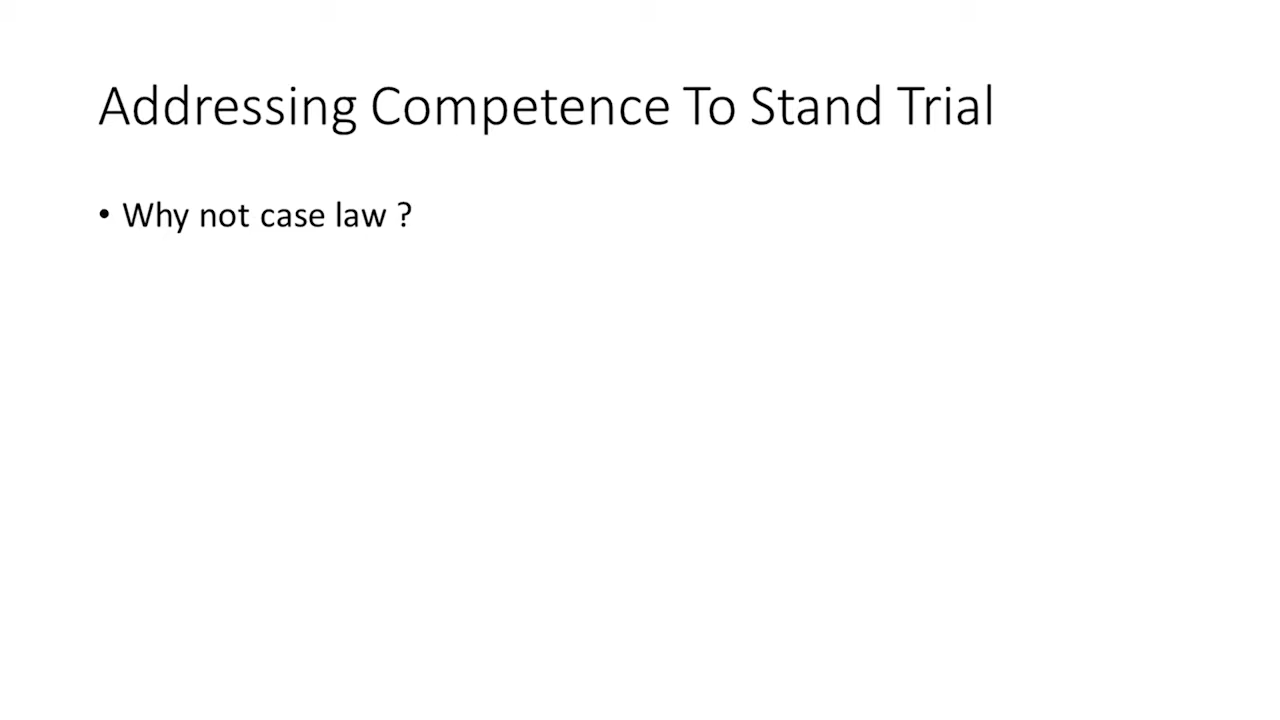 Addressing Competence To Stand Trial
• Why not case law ?